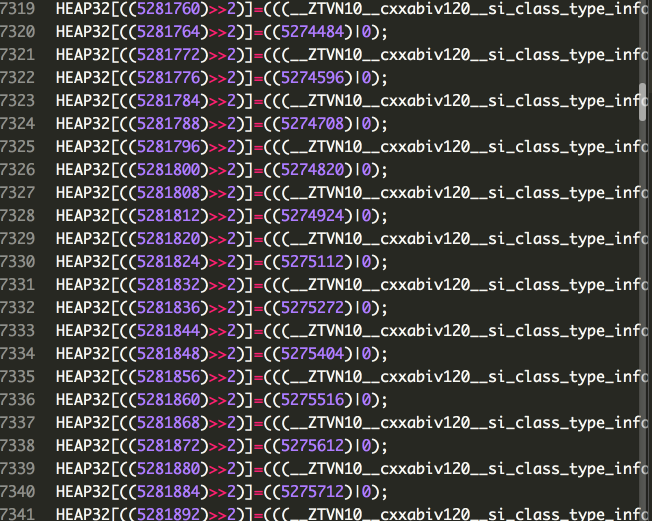 7319 HEAP32[((5281760)>>2)]=(((__ZTVN10__cxxabiv120__si_class_type_info
7320 HEAP32[((5281764)>>2)]=((5274484)|0);
7321 HEAP32[((5281772)>>2)]=(((__ZTVN10__cxxabiv120__si_class_type_info
7322 HEAP32[((5281776)>>2)]=((5274596)|0);
7323 HEAP32[((5281784)>>2)]=(((__ZTVN10__cxxabiv120__si_class_type_info
7324 HEAP32[((5281788)>>2)]=((5274708)|0);
7325 HEAP32[((5281796)>>2)]=(((__ZTVN10__cxxabiv120__si_class_type_info
7326 HEAP32[((5281800)>>2)]=((5274820)|0);
7327 HEAP32[((5281808)>>2)]=(((__ZTVN10__cxxabiv120__si_class_type_info
7328 HEAP32[((5281812)>>2)]=((5274924)|0);
7329 HEAP32[((5281820)>>2)]=(((__ZTVN10__cxxabiv120__si_class_type_info
7330 HEAP32[((5281824)>>2)]=((5275112)|0);
7331 HEAP32[((5281832)>>2)]=(((__ZTVN10__cxxabiv120__si_class_type_info
7332 HEAP32[((5281836)>>2)]=((5275272)|0);
7333 HEAP32[((5281844)>>2)]=(((__ZTVN10__cxxabiv120__si_class_type_info
7334 HEAP32[((5281848)>>2)]=((5275404)|0);
7335 HEAP32[((5281856)>>2)]=(((__ZTVN10__cxxabiv120__si_class_type_info
7336 HEAP32[((5281860)>>2)]=((5275516)|0);
7337 HEAP32[((5281868)>>2)]=(((__ZTVN10__cxxabiv120__si_class_type_info
7338 HEAP32[((5281872)>>2)]=((5275612)|0);
7339 HEAP32[((5281880)>>2)]=(((__ZTVN10__cxxabiv120__si_class_type_info
7340 HEAP32[((5281884)>>2)]=((5275712)|0);
7341 HEAP32[((5281892)>>2)]=(((__ZTVN10__cxxabiv120__si_class_type_info